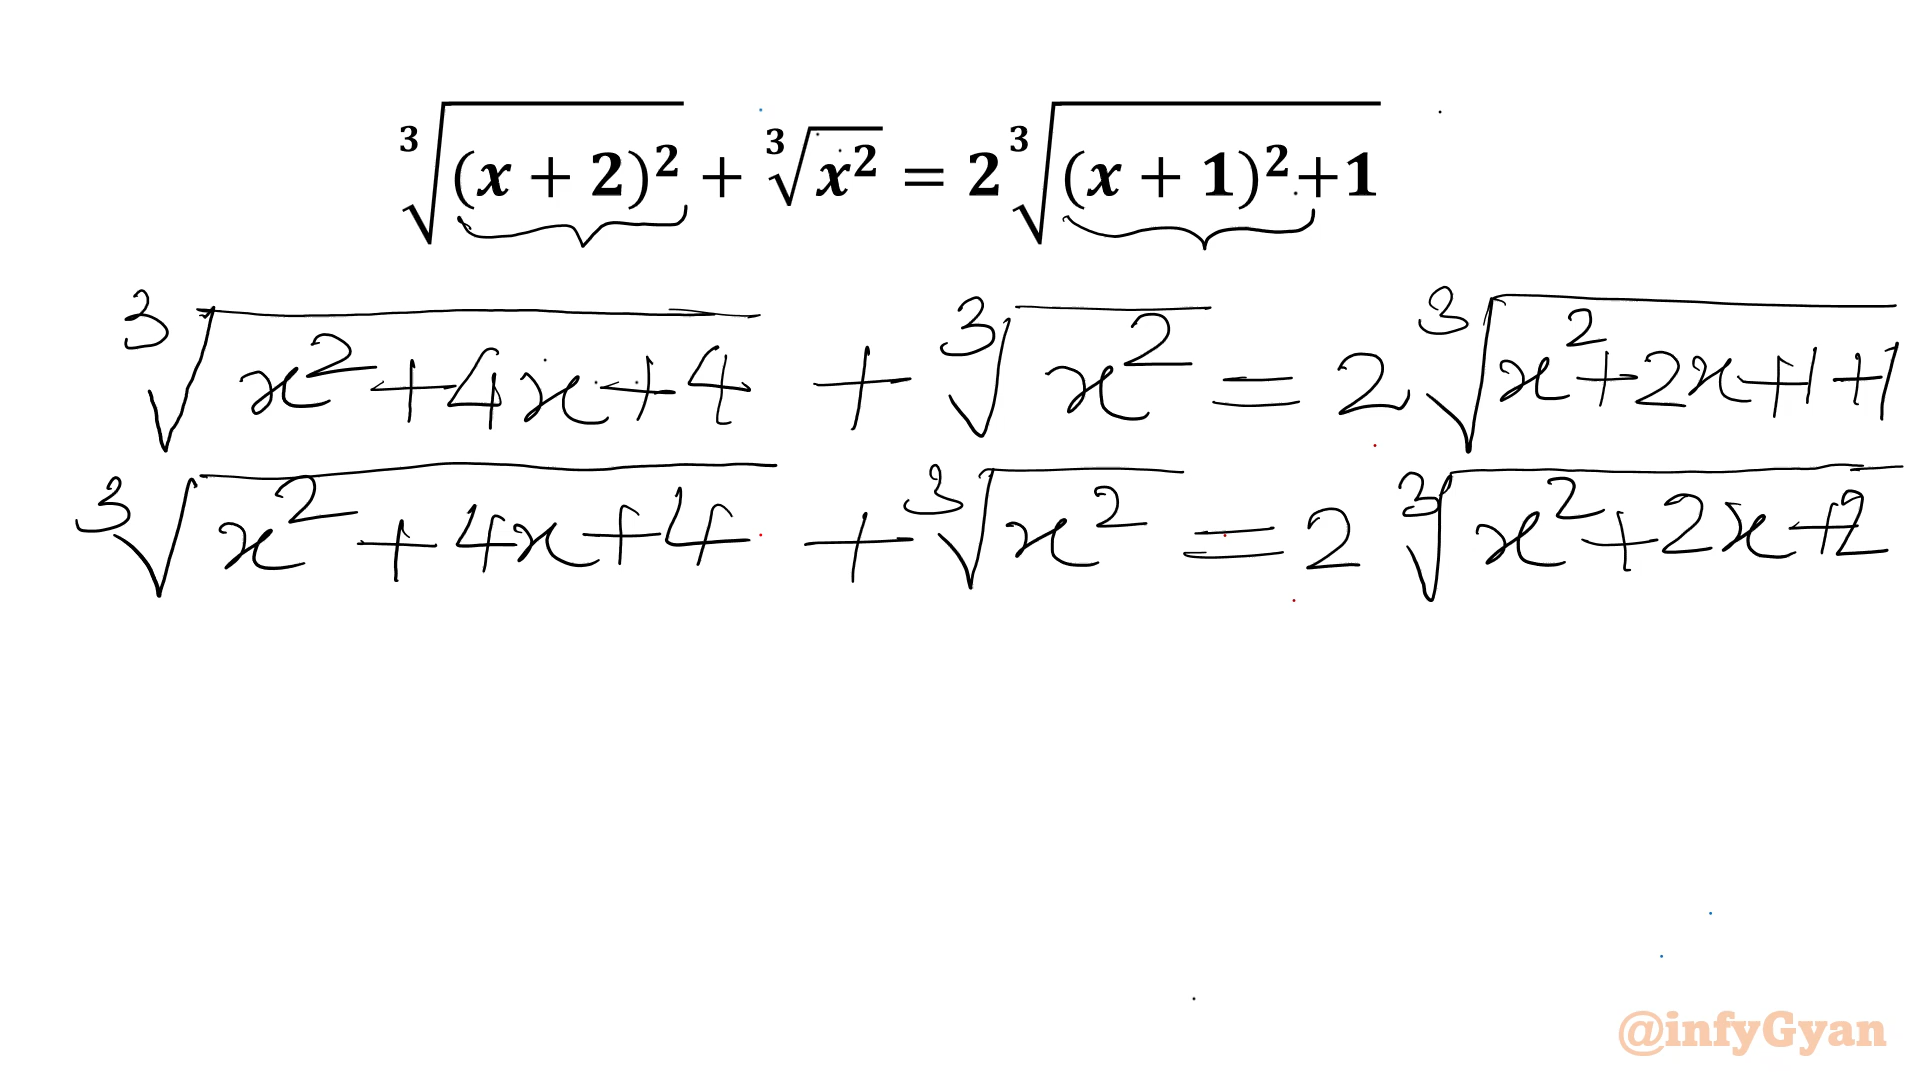 ∛(x + 2)² + ∛x² = 2∛(x + 1)²+1
∛x²+4x+4 + ∛x² = 2∛x²+2x+1+1
∛x²+4x+4 + ∛x² = 2∛x²+2x+2
@infyGyan